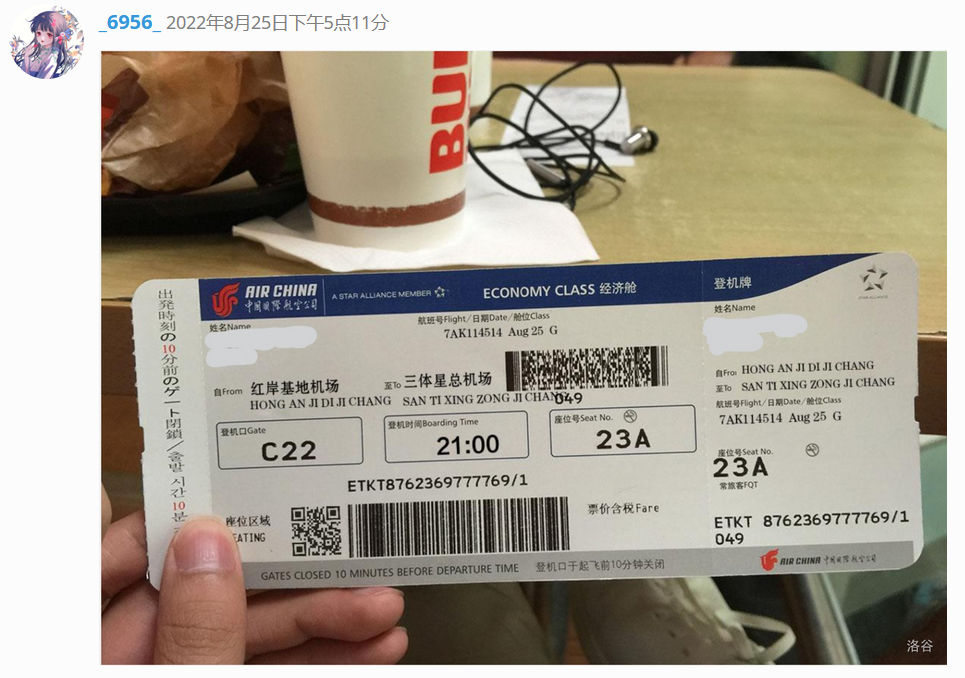 _6956_ 2022年8月25日下午5点11分
BU
出発時刻の10分前のゲート閉鎖/출발 시간 10분
AIR CHINA
中国国際航空公司
A STAR ALLIANCE MEMBER
ECONOMY CLASS 经济舱
登机牌
STAR ALLIANCE
姓名Name
航班号Flight/日期Date/舱位Class
7AK114514 Aug 25 G
自From 红岸基地机场
至To 三体星总机场
HONG AN JI DI JI CHANG
SAN TI XING ZONG JI CHANG
049
登机口Gate
C22
登机时间Boarding Time
21:00
座位号Seat No.
23A
ETKT8762369777769/1
座位区域
EATING
票价含税Fare
GATES CLOSED 10 MINUTES BEFORE DEPARTURE TIME 登机口于起飞前10分钟关闭
姓名Name
自From HONG AN JI DI JI CHANG
至To SAN TI XING ZONG JI CHANG
航班号Flight/日期Date/舱位Class
7AK114514 Aug 25 G
座位号Seat No.
23A
常旅客FQT
ETKT 8762369777769/1
049
AIR CHINA 中国国際航空公司
洛谷